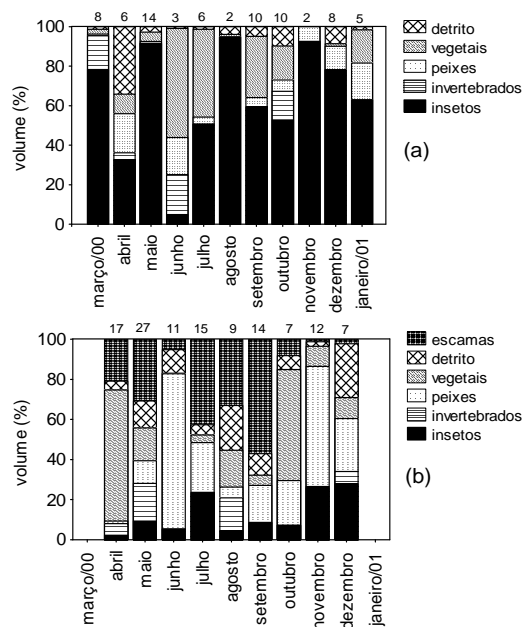 8 6 14 3 6 2 10 10 2 8 5
100
80
60
40
20
0
volume (%)
março/00 abril maio junho julho agosto setembro outubro novembro dezembro janeiro/01
detrito
vegetais
peixes
invertebrados
insetos
(a)
17 27 11 15 9 14 7 12 7
100
80
60
40
20
0
volume (%)
março/00 abril maio junho julho agosto setembro outubro novembro dezembro janeiro/01
escamas
detrito
vegetais
peixes
invertebrados
insetos
(b)